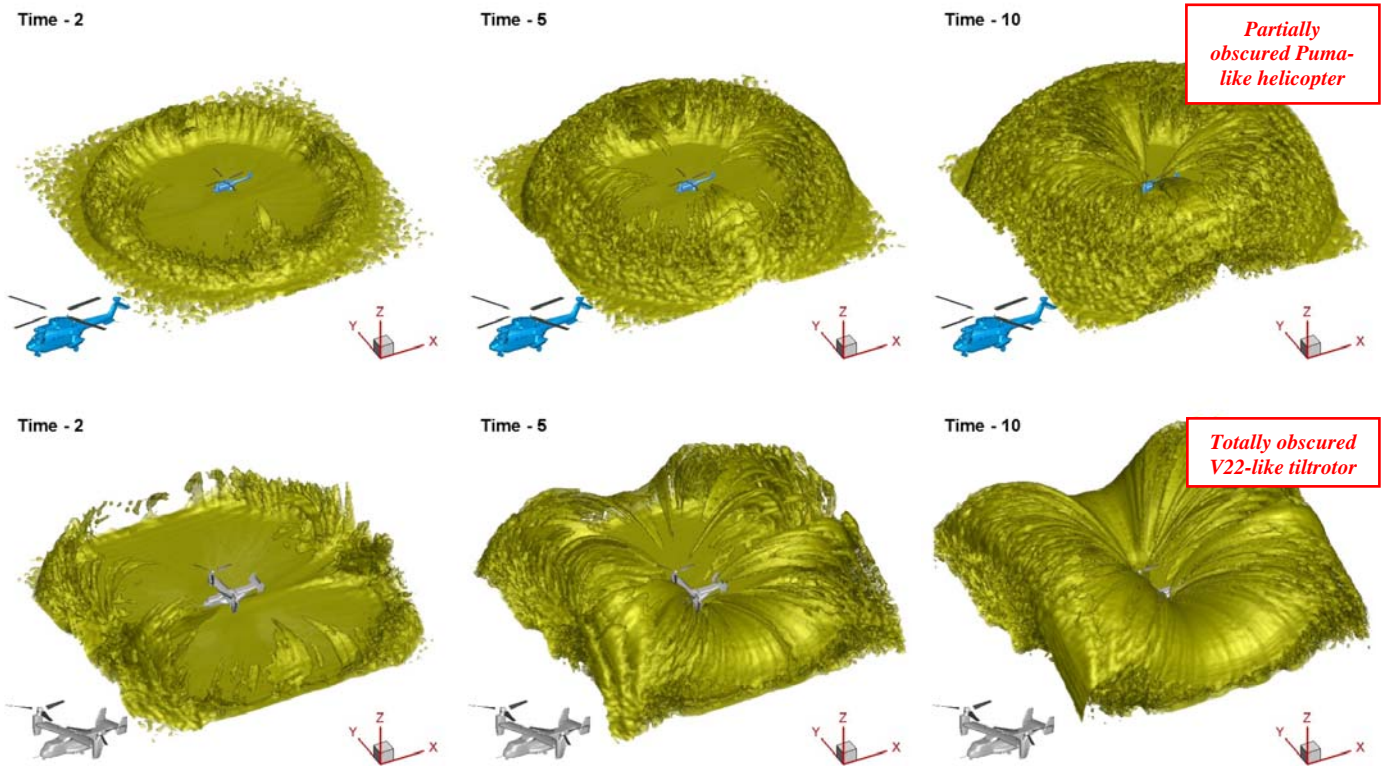 Time - 2
Time - 5
Time - 10
Partially
obscured Puma-
like helicopter
Y
Z
X
Y
Z
X
Y
Z
X
Time - 2
Time - 5
Time - 10
Totally obscured
V22-like tiltrotor
Y
Z
X
Y
Z
X
Y
Z
X